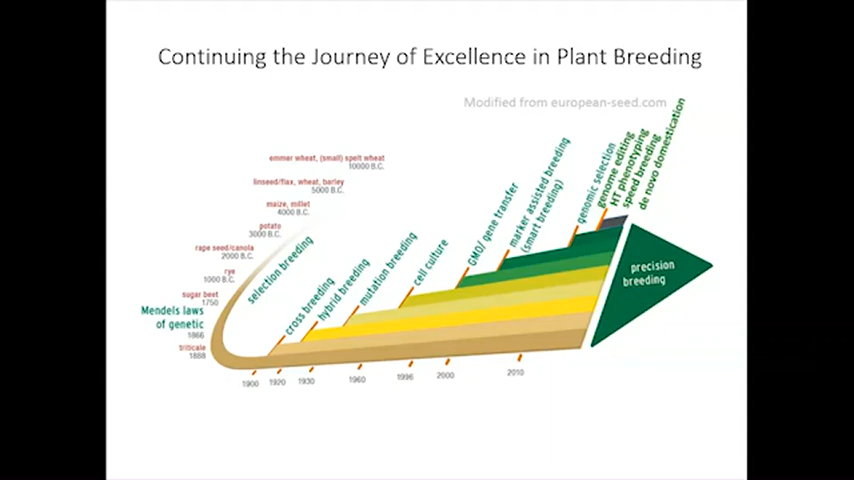 Continuing the Journey of Excellence in Plant Breeding
Modified from european-seed.com
emmer wheat, (small) spelt wheat
10000 B.C.
linseed/flax, wheat, barley
5000 B.C.
maize, millet
4000 B.C.
potato
3000 B.C.
rape seed/canola
2000 B.C.
rye
1000 B.C.
sugar beet
1750
Mendels laws
of genetic
1866
triticale
1888
selection breeding
cross breeding
hybrid breeding
mutation breeding
cell culture
GMO/ gene transfer
marker assisted breeding
(smart breeding)
genomic selection
genome editing
HT phenotyping
speed breeding
de novo domestication
precision
breeding
1900
1920
1930
1960
1996
2000
2010